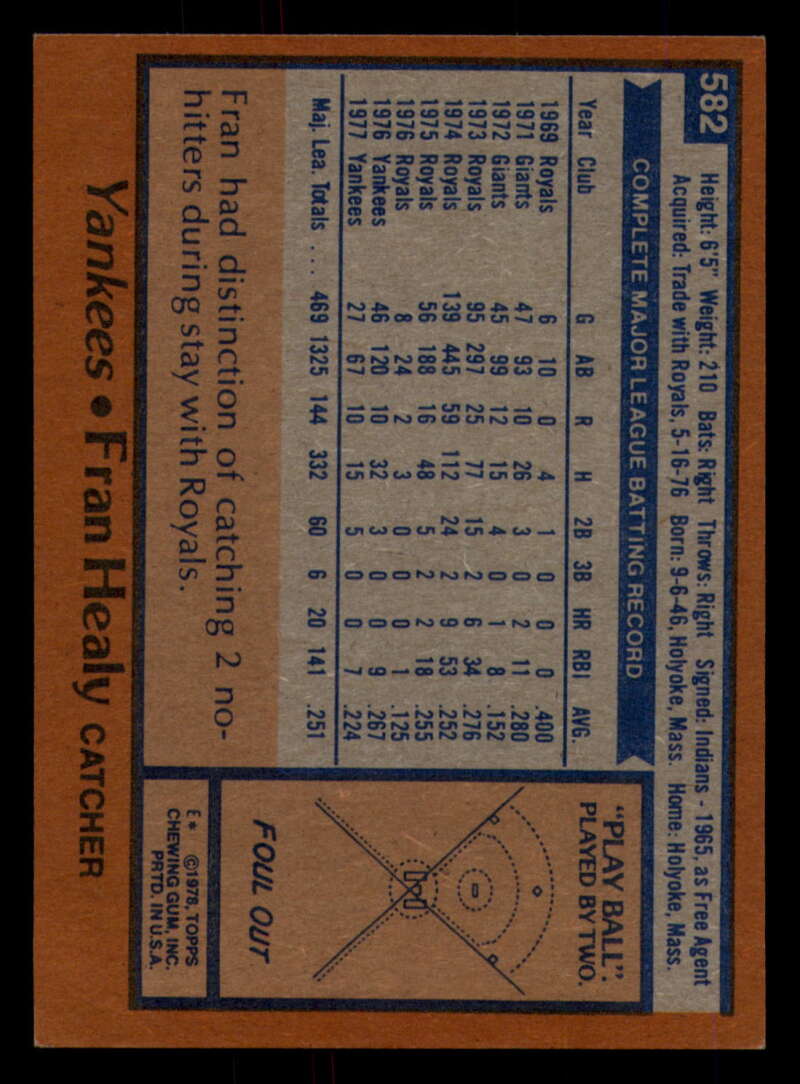 582
Height: 6'5" Weight: 210 Bats: Right Throws: Right Signed: Indians - 1965, as Free Agent
Acquired: Trade with Royals, 5-16-76 Born: 9-6-46, Holyoke, Mass. Home: Holyoke, Mass.
COMPLETE MAJOR LEAGUE BATTING RECORD
Year Club G AB R H 2B 3B HR RBI AVG.
1969 Royals 6 10 0 4 1 0 0 0 .400
1971 Giants 47 93 10 26 3 0 2 11 .280
1972 Giants 45 99 12 15 4 0 1 8 .152
1973 Royals 95 297 25 77 15 2 6 34 .276
1974 Royals 139 445 59 112 24 2 9 53 .252
1975 Royals 56 188 16 48 5 2 2 18 .255
1976 Royals 8 24 2 3 0 0 0 1 .125
1976 Yankees 46 120 10 32 3 0 0 9 .267
1977 Yankees 27 67 10 15 5 0 0 7 .224
Maj. Lea. Totals .... 469 1325 144 332 60 6 20 141 .251
Fran had distinction of catching 2 no-
hitters during stay with Royals.
"PLAY BALL":
PLAYED BY TWO.
FOUL OUT
E* ©1978, TOPPS
CHEWING GUM, INC.
PRTD. IN U.S.A.
Yankees • Fran Healy CATCHER